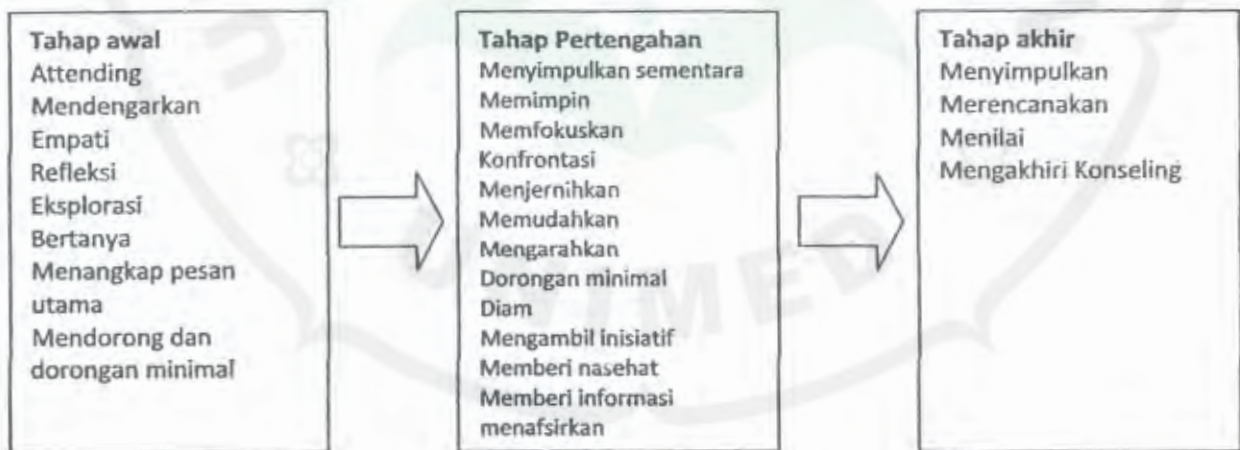 Tahap awal
Attending
Mendengarkan
Empati
Refleksi
Eksplorasi
Bertanya
Menangkap pesan
utama
Mendorong dan
dorongan minimal
Tahap Pertengahan
Menyimpulkan sementara
Memimpin
Memfokuskan
Konfrontasi
Menjernihkan
Memudahkan
Mengarahkan
Dorongan minimal
Diam
Mengambil inisiatif
Memberi nasehat
Memberi informasi
menafsirkan
Tahap akhir
Menyimpulkan
Merencanakan
Menilai
Mengakhiri Konseling
UNIMED